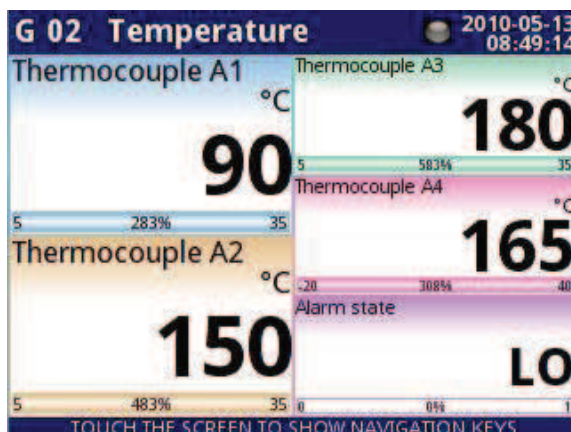 G 02 Temperature
2010-05-13
08:49:14
Thermocouple A1
°C
90
5 283% 35
Thermocouple A2
°C
150
5 483% 35
Thermocouple A3
°C
180
5 583% 35
Thermocouple A4
°C
165
-20 308% 40
Alarm state
LO
0 0% 1
TOUCH THE SCREEN TO SHOW NAVIGATION KEYS